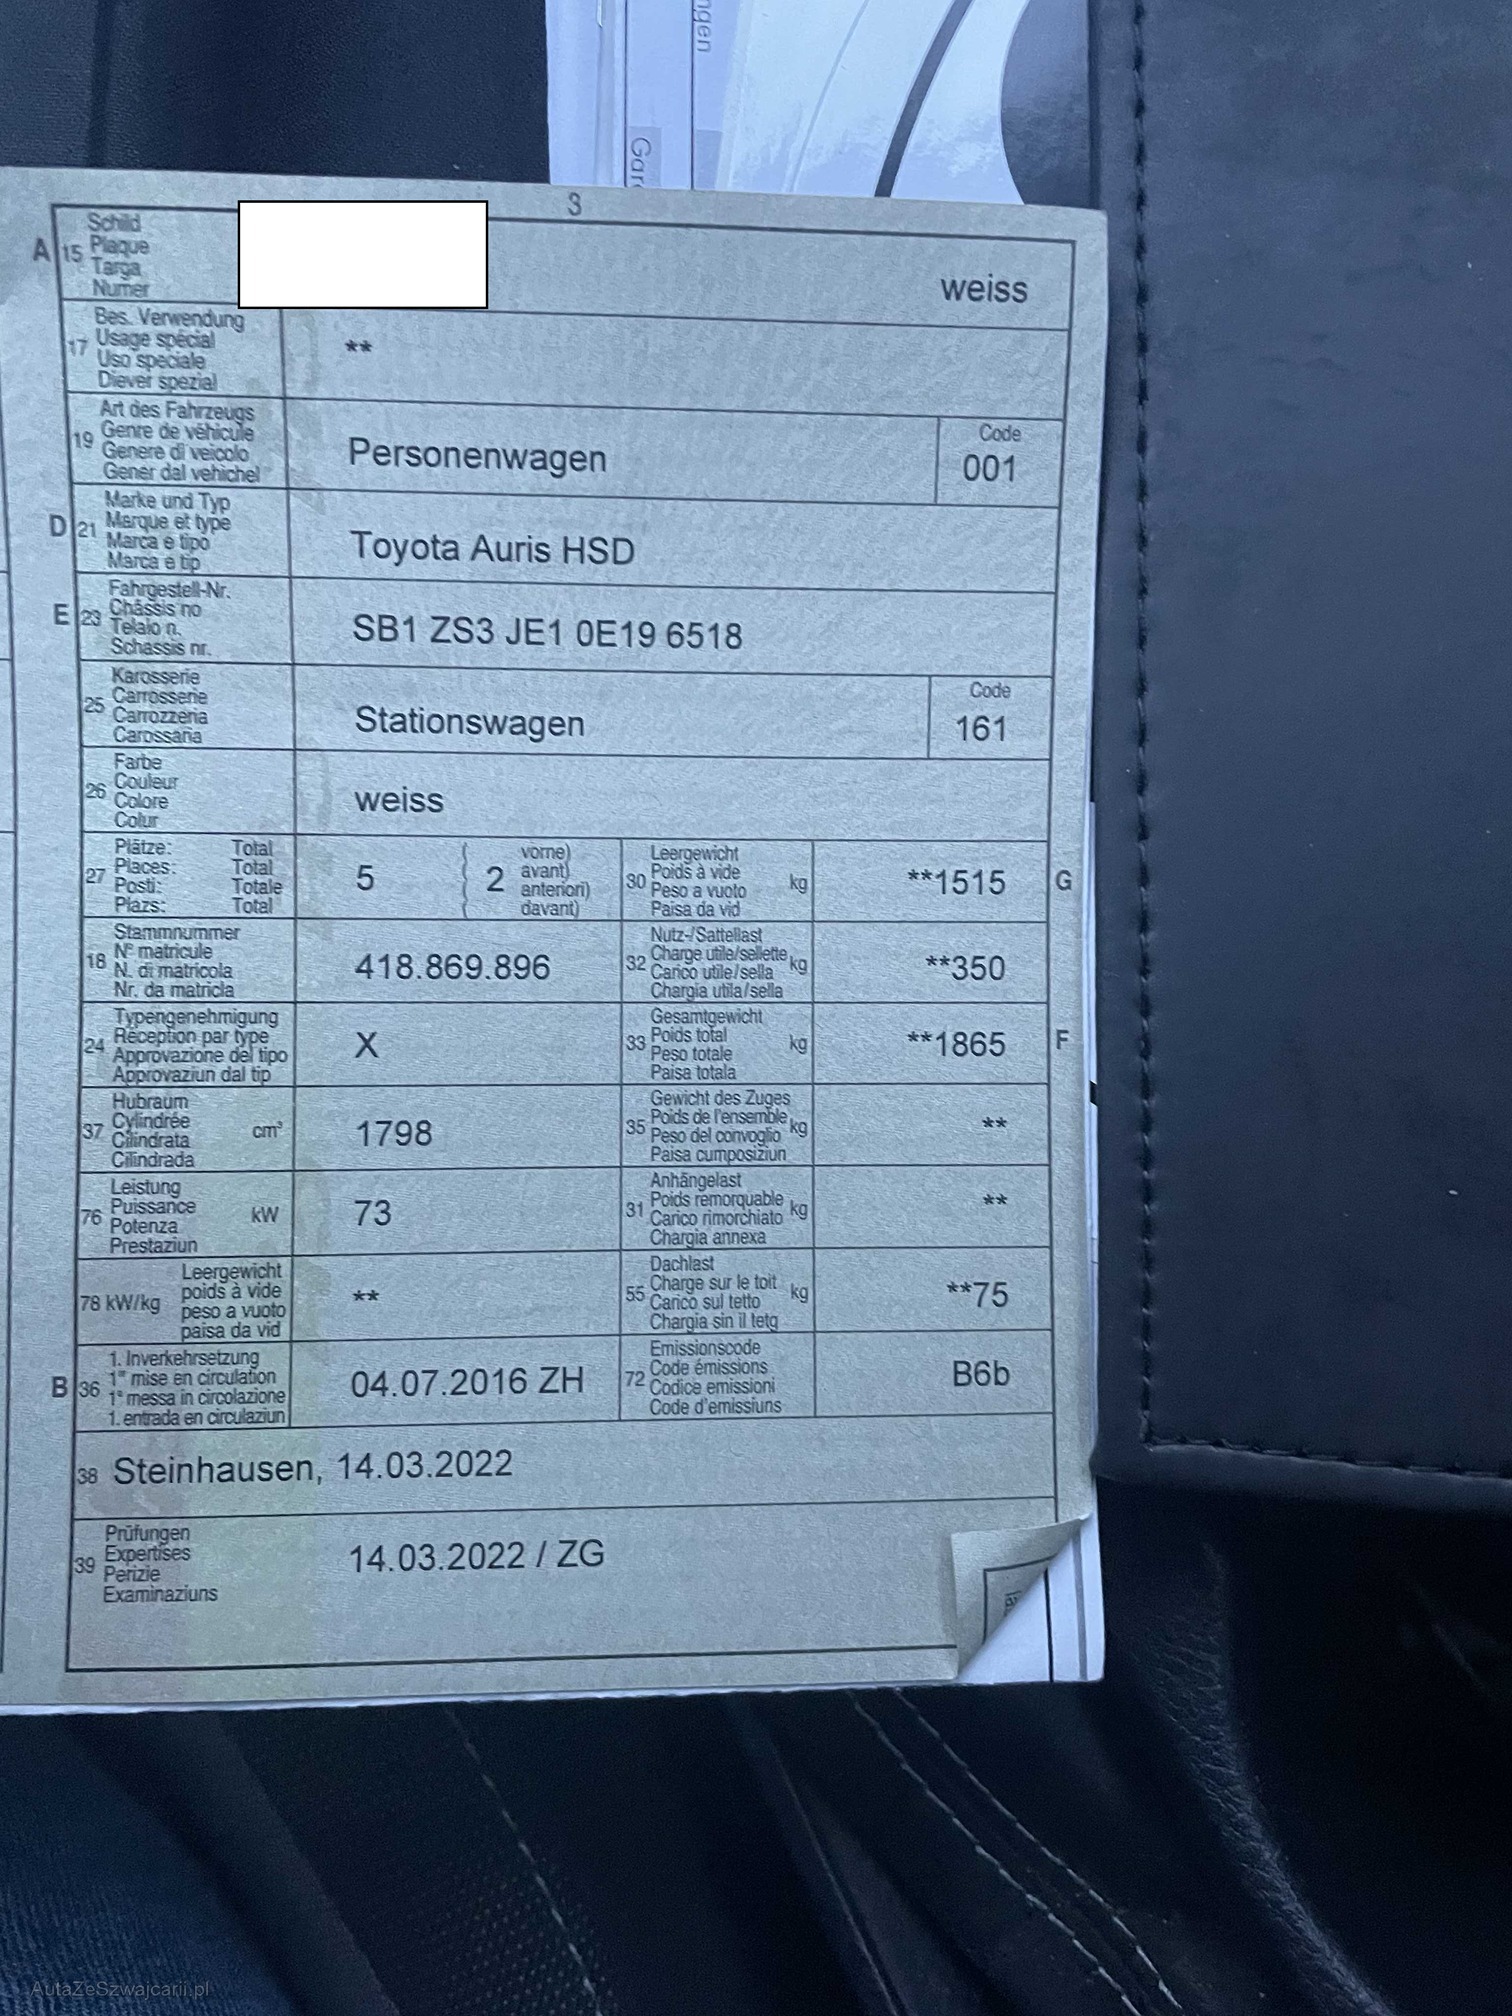 ngen
Gar
3
A 15 Schild
Plaque
Targa
Numer
weiss
17 Bes. Verwendung
Usage spécial
Uso speciale
Diever spezial
**
19 Art des Fahrzeugs
Genre de véhicule
Genere di veicolo
Gener dal vehichel
Personenwagen
Code
001
D 21 Marke und Typ
Marque et type
Marca e tipo
Marca e tip
Toyota Auris HSD
E 23 Fahrgestell-Nr.
Châssis no
Telaio n.
Schassis nr.
SB1 ZS3 JE1 0E19 6518
25 Karosserie
Carrosserie
Carrozzeria
Carossaria
Stationswagen
Code
161
26 Farbe
Couleur
Colore
Colur
weiss
27 Plätze: Total
Places: Total
Posti: Totale
Plazs: Total
5
2
vorne)
avant)
anteriori)
davant)
30 Leergewicht
Poids à vide
Peso a vuoto
Paisa da vid
kg
**1515
G
18 Stammnummer
N° matricule
N. di matricola
Nr. da matricla
418.869.896
32 Nutz-/Sattellast
Charge utile/sellette
Carico utile/sella
Chargia utila/sella
kg
**350
24 Typengenehmigung
Réception par type
Approvazione del tipo
Approvaziun dal tip
X
33 Gesamtgewicht
Poids total
Peso totale
Paisa totala
kg
**1865
F
37 Hubraum
Cylindrée
Cilindrata
Cilindrada
cm³
1798
35 Gewicht des Zuges
Poids de l'ensemble
Peso del convoglio
Paisa cumposiziun
kg
**
76 Leistung
Puissance
Potenza
Prestaziun
kW
73
31 Anhängelast
Poids remorquable
Carico rimorchiato
Chargia annexa
kg
**
78 kW/kg
Leergewicht
poids à vide
peso a vuoto
paisa da vid
**
55 Dachlast
Charge sur le toit
Carico sul tetto
Chargia sin il tetg
kg
**75
B 36 1. Inverkehrsetzung
1re mise en circulation
1a messa in circolazione
1. entrada en circulaziun
04.07.2016 ZH
72 Emissionscode
Code émissions
Codice emissioni
Code d'emissiuns
B6b
38 Steinhausen, 14.03.2022
39 Prüfungen
Expertises
Perizie
Examinaziuns
14.03.2022 / ZG
AutaZeSzwajcarii.pl